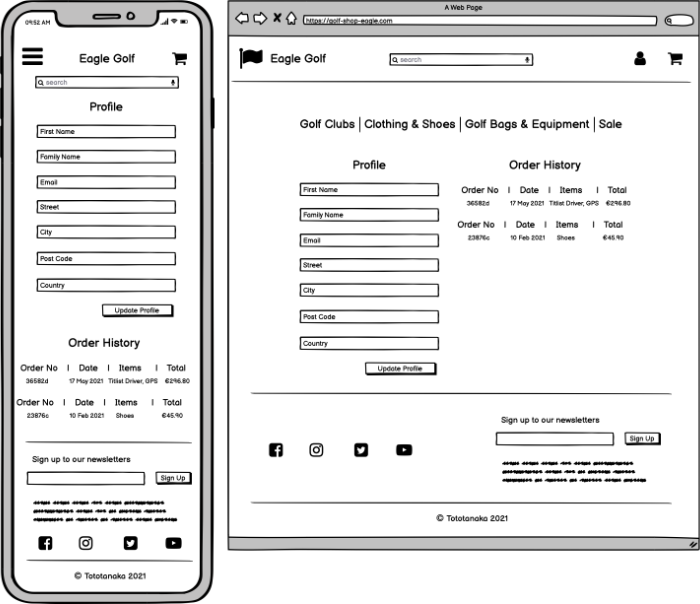 09:52 AM
Eagle Golf
search
Profile
First Name
Family Name
Email
Street
City
Post Code
Country
Update Profile
Order History
Order No | Date | Items | Total
36582d 17 May 2021 Titlist Driver, GPS €296.80
Order No | Date | Items | Total
23876c 10 Feb 2021 Shoes €45.90
Sign up to our newsletters
Sign Up
© Tototanaka 2021
A Web Page
https://golf-shop-eagle.com
Eagle Golf
search
Golf Clubs | Clothing & Shoes | Golf Bags & Equipment | Sale
Profile
First Name
Family Name
Email
Street
City
Post Code
Country
Update Profile
Order History
Order No | Date | Items | Total
36582d 17 May 2021 Titlist Driver, GPS €296.80
Order No | Date | Items | Total
23876c 10 Feb 2021 Shoes €45.90
Sign up to our newsletters
Sign Up
© Tototanaka 2021